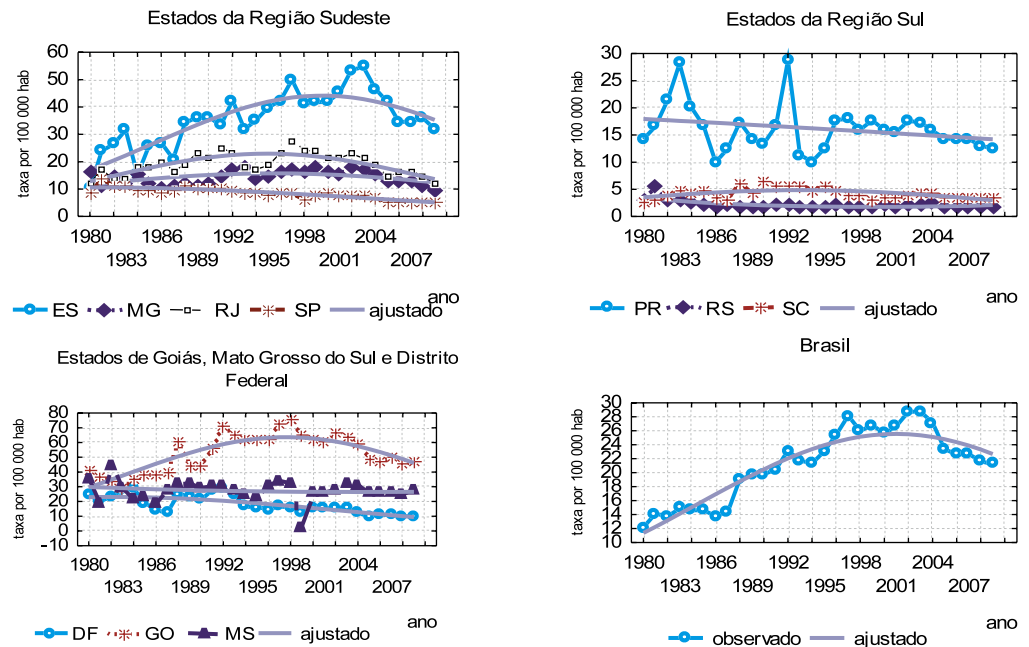 Estados da Região Sudeste
taxa por 100 000 hab
60
50
40
30
20
10
0
1980 1986 1992 1998 2004
1983 1989 1995 2001 2007
ano
ES MG RJ SP ajustado
Estados da Região Sul
taxa por 100 000 hab
30
25
20
15
10
5
0
1980 1986 1992 1998 2004
1983 1989 1995 2001 2007
ano
PR RS SC ajustado
Estados de Goiás, Mato Grosso do Sul e Distrito
Federal
taxa por 100 000 hab
80
70
60
50
40
30
20
10
0
-10
1980 1986 1992 1998 2004
1983 1989 1995 2001 2007
ano
DF GO MS ajustado
Brasil
taxa por 100 000 hab
30
28
26
24
22
20
18
16
14
12
10
1980 1986 1992 1998 2004
1983 1989 1995 2001 2007
ano
observado ajustado